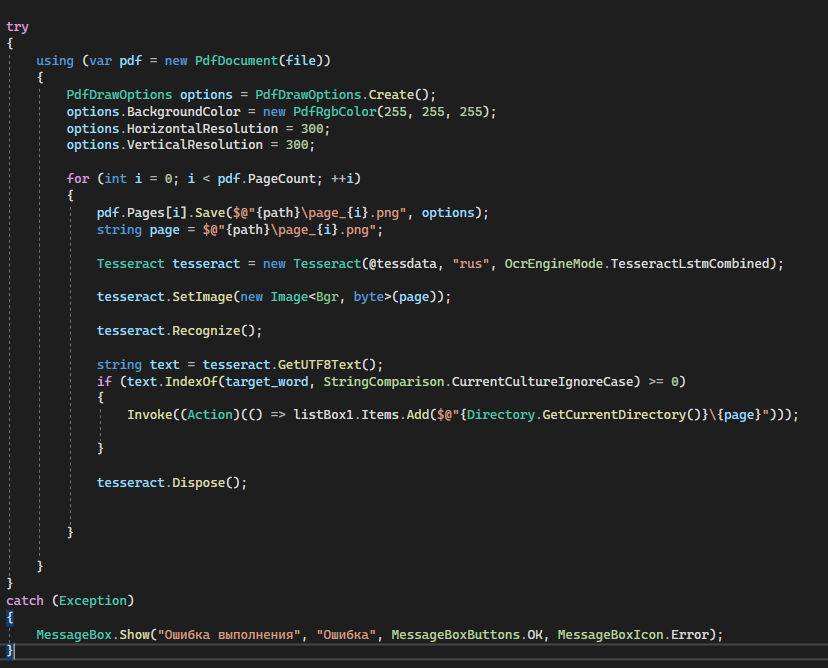 try
{
using (var pdf = new PdfDocument(file))
{
PdfDrawOptions options = PdfDrawOptions.Create();
options.BackgroundColor = new PdfRgbColor(255, 255, 255);
options.HorizontalResolution = 300;
options.VerticalResolution = 300;
for (int i = 0; i < pdf.PageCount; ++i)
{
pdf.Pages[i].Save($@"{path}\page_{i}.png", options);
string page = $@"{path}\page_{i}.png";
Tesseract tesseract = new Tesseract(@tessdata, "rus", OcrEngineMode.TesseractLstmCombined);
tesseract.SetImage(new Image<Bgr, byte>(page));
tesseract.Recognize();
string text = tesseract.GetUTF8Text();
if (text.IndexOf(target_word, StringComparison.CurrentCultureIgnoreCase) >= 0)
{
Invoke((Action)(() => listBox1.Items.Add($@"{Directory.GetCurrentDirectory()}\{page}")));
}
tesseract.Dispose();
}
}
}
catch (Exception)
{
MessageBox.Show("Ошибка выполнения", "Ошибка", MessageBoxButtons.OK, MessageBoxIcon.Error);
}